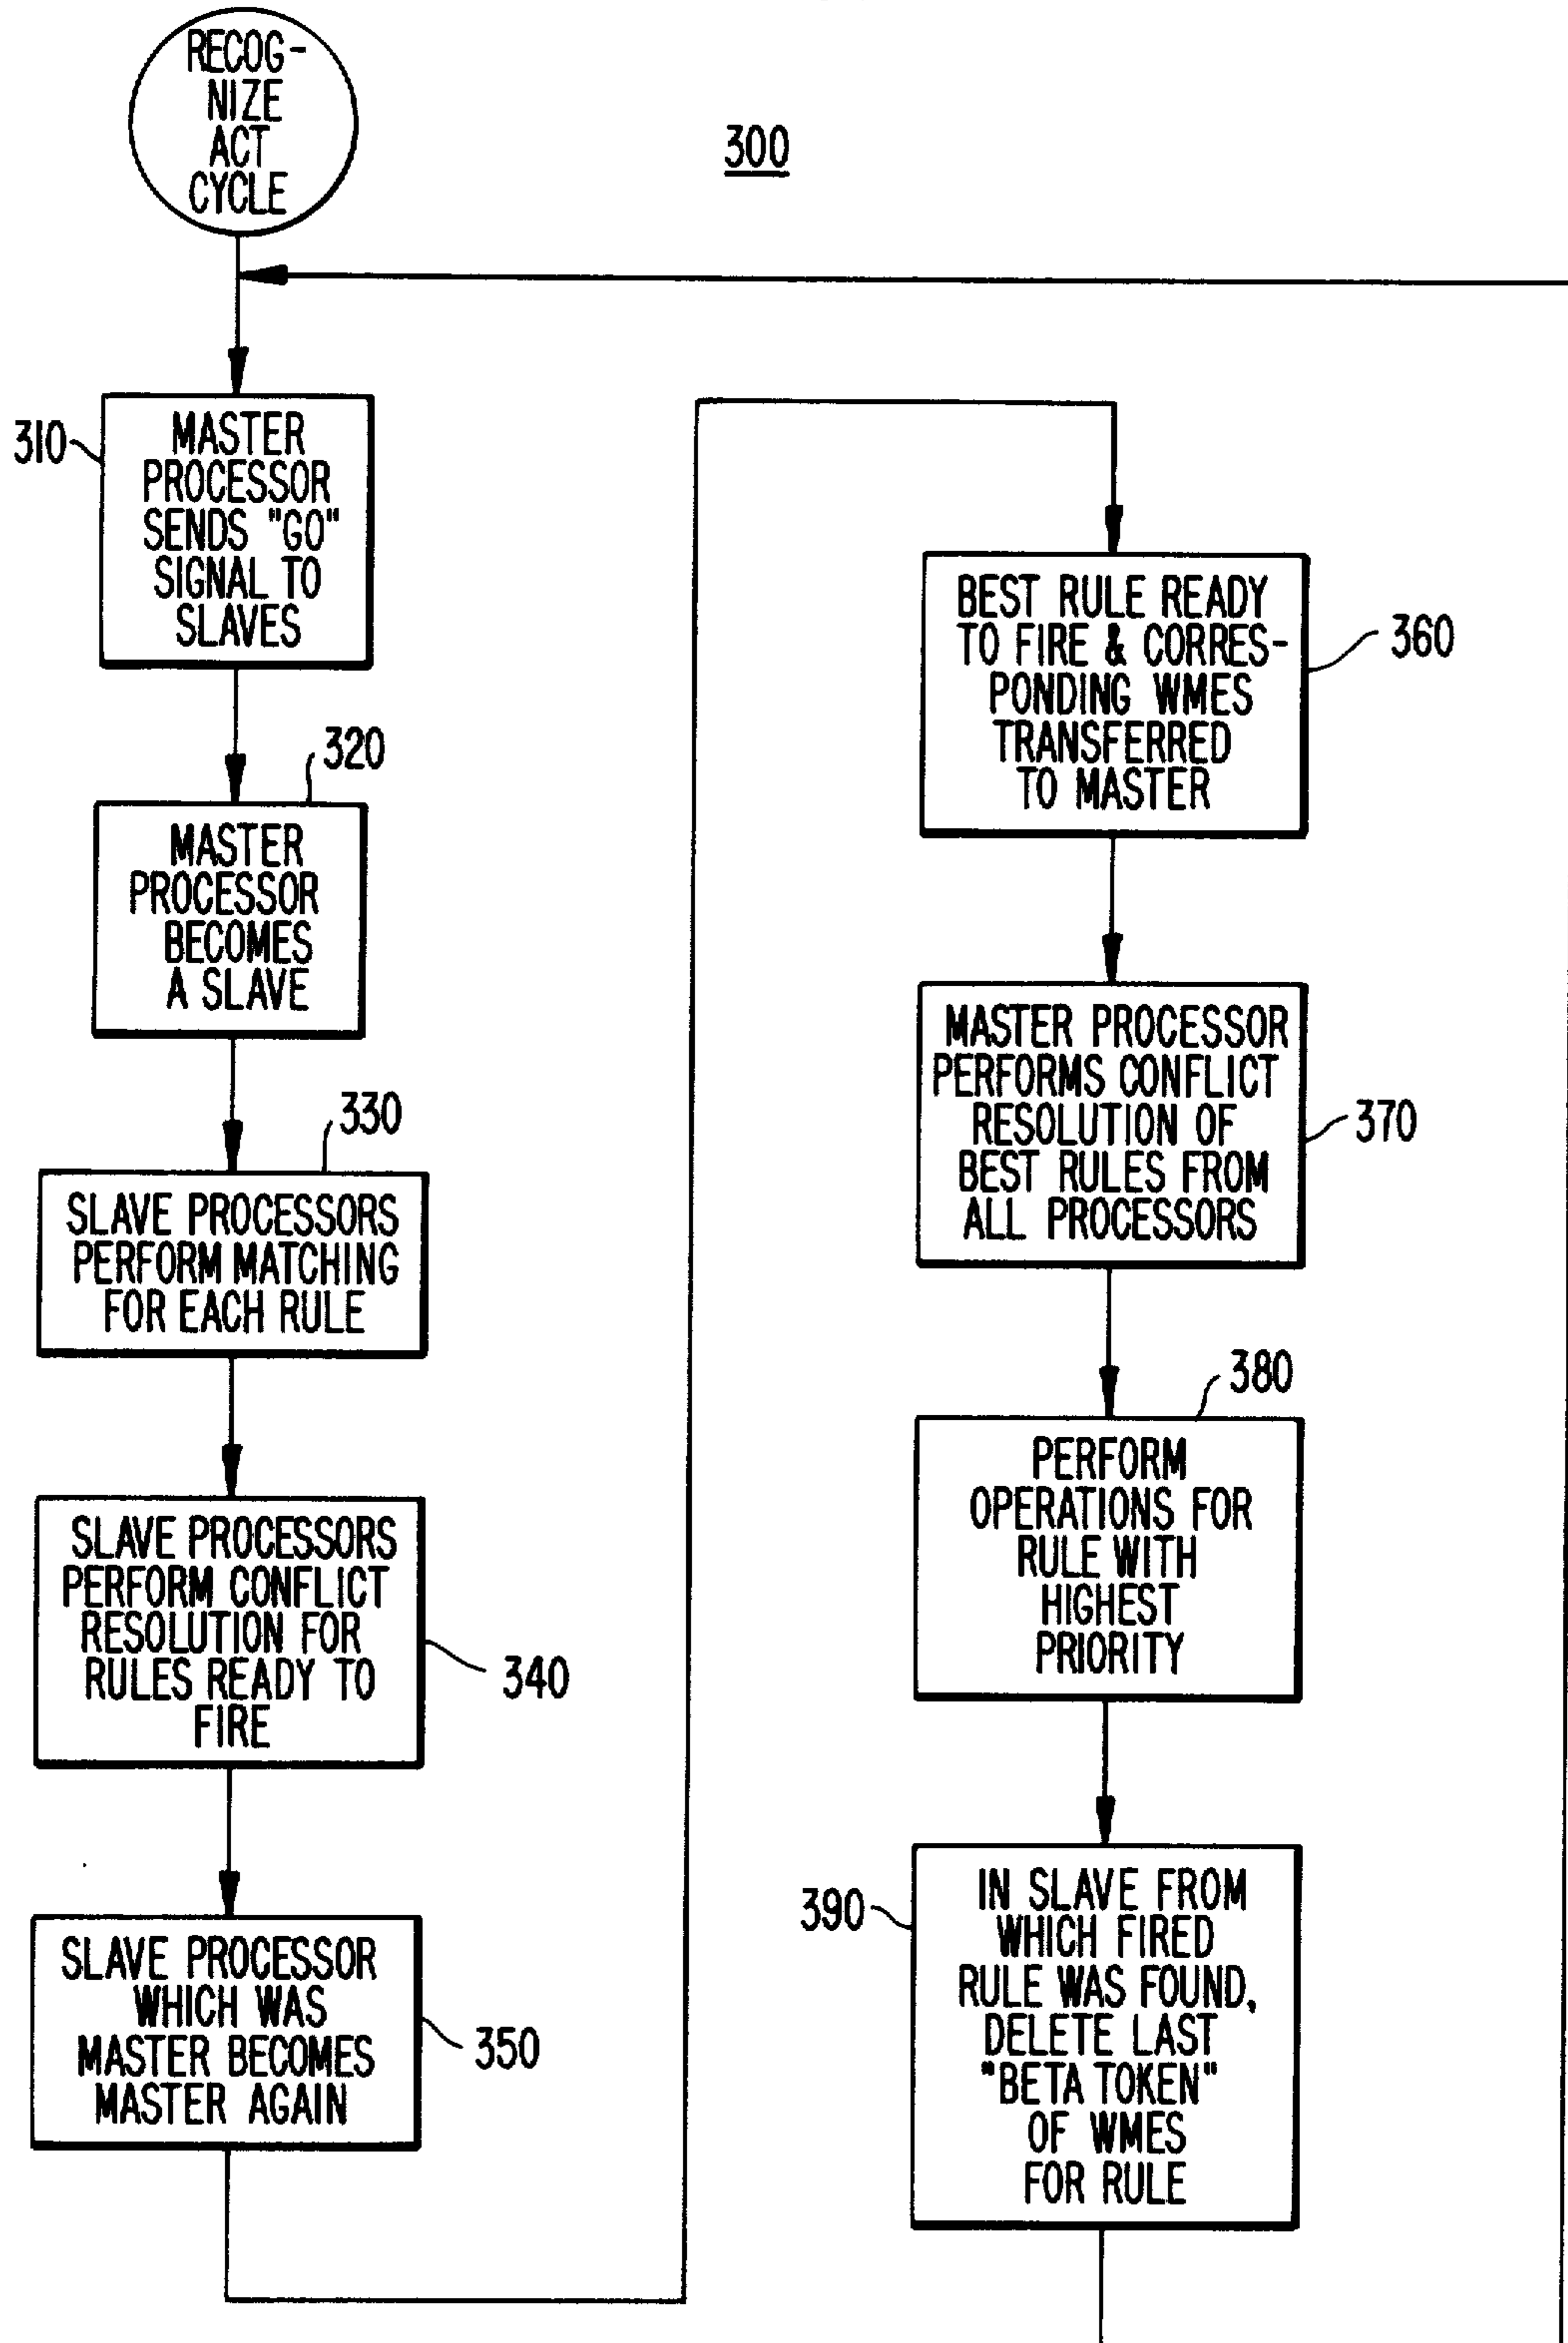 RECOG-
NIZE
ACT
CYCLE
300
310
MASTER
PROCESSOR
SENDS "GO"
SIGNAL TO
SLAVES
320
MASTER
PROCESSOR
BECOMES
A SLAVE
330
SLAVE PROCESSORS
PERFORM MATCHING
FOR EACH RULE
SLAVE PROCESSORS
PERFORM CONFLICT
RESOLUTION FOR
RULES READY TO
FIRE
340
SLAVE PROCESSOR
WHICH WAS
MASTER BECOMES
MASTER AGAIN
350
BEST RULE READY
TO FIRE & CORRES-
PONDING WMES
TRANSFERRED
TO MASTER
360
MASTER PROCESSOR
PERFORMS CONFLICT
RESOLUTION OF
BEST RULES FROM
ALL PROCESSORS
370
380
PERFORM
OPERATIONS FOR
RULE WITH
HIGHEST
PRIORITY
390
IN SLAVE FROM
WHICH FIRED
RULE WAS FOUND,
DELETE LAST
"BETA TOKEN"
OF WMES
FOR RULE